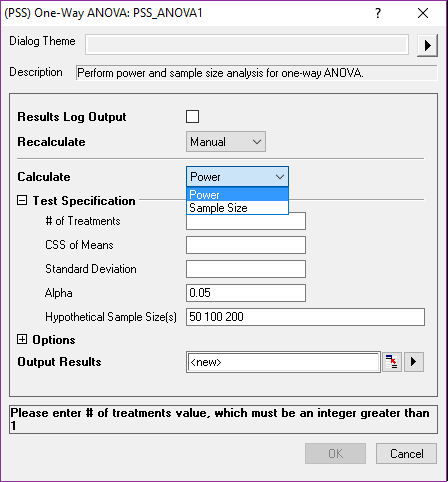 (PSS) One-Way ANOVA: PSS_ANOVA1 ?
Dialog Theme
Description Perform power and sample size analysis for one-way ANOVA.
Results Log Output
Recalculate Manual
Calculate Power
Power
Sample Size
Test Specification
# of Treatments
CSS of Means
Standard Deviation
Alpha 0.05
Hypothetical Sample Size(s) 50 100 200
Options
Output Results <new>
Please enter # of treatments value, which must be an integer greater than
1
OK Cancel